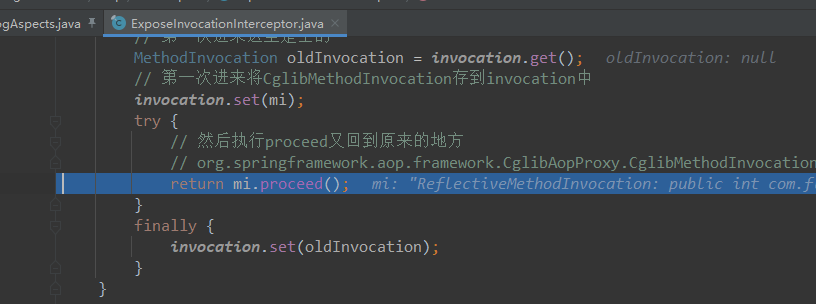 ogAspects.java
ExposeInvocationInterceptor.java
MethodInvocation oldInvocation = invocation.get();   oldInvocation: null
// 第一次进来将CglibMethodInvocation存到invocation中
invocation.set(mi);
try {
// 然后执行proceed又回到原来的地方
// org.springframework.aop.framework.CglibAopProxy.CglibMethodInvocation
return mi.proceed();   mi: "ReflectiveMethodInvocation: public int com.f
}
finally {
invocation.set(oldInvocation);
}
}